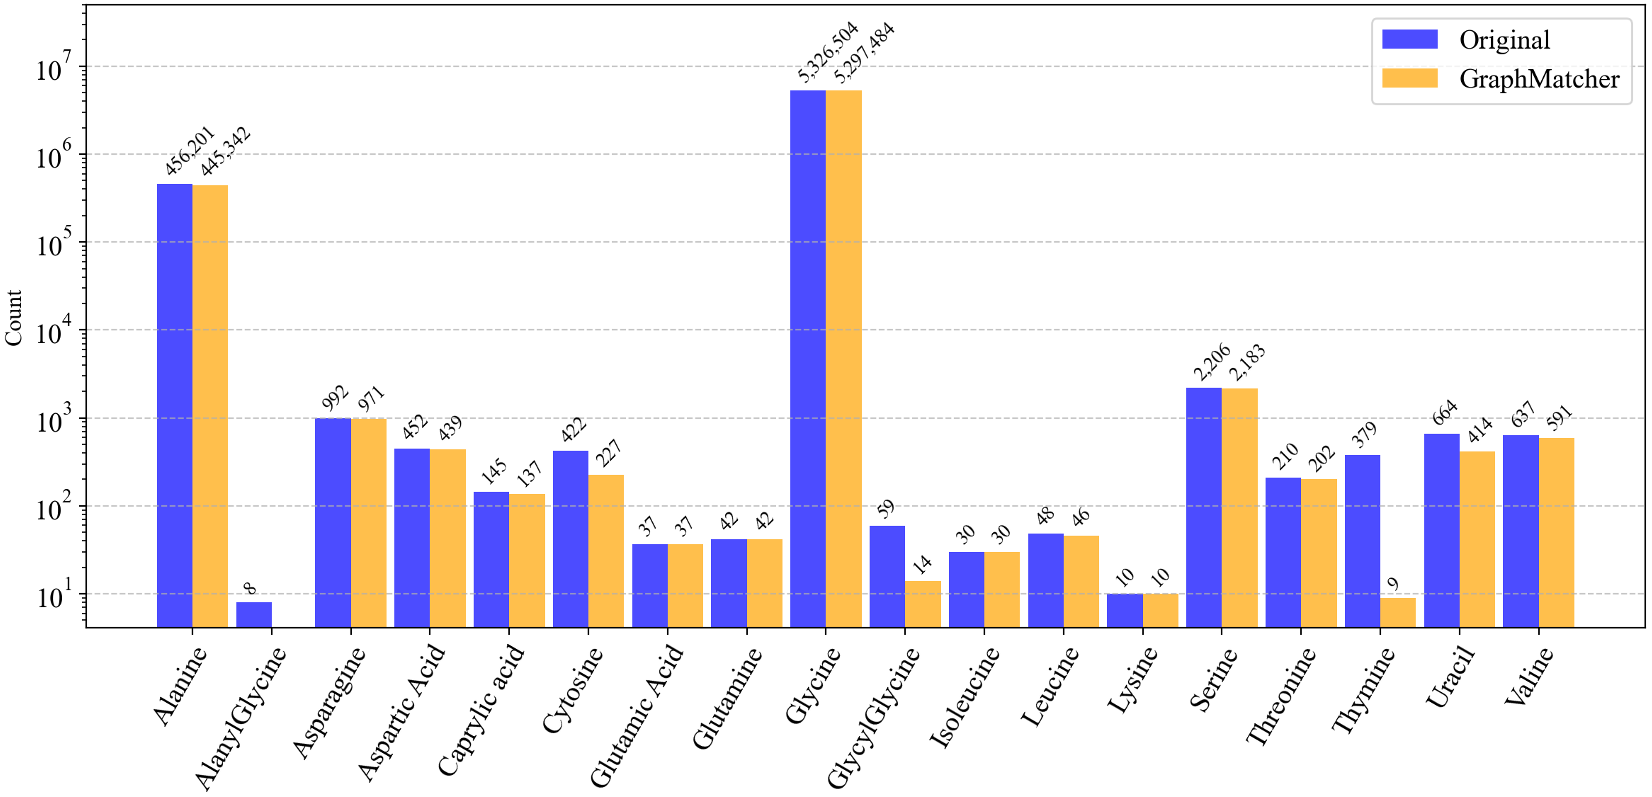 Original
GraphMatcher
Count
10^7
10^6
10^5
10^4
10^3
10^2
10^1
456,201
445,342
8
992
971
452
439
145
137
422
227
37
37
42
42
5,326,504
5,297,484
59
14
30
30
48
46
10
10
2,206
2,183
210
202
379
9
664
414
637
591
Alanine
AlanylGlycine
Asparagine
Aspartic Acid
Caprylic acid
Cytosine
Glutamic Acid
Glutamine
Glycine
GlycylGlycine
Isoleucine
Leucine
Lysine
Serine
Threonine
Thymine
Uracil
Valine